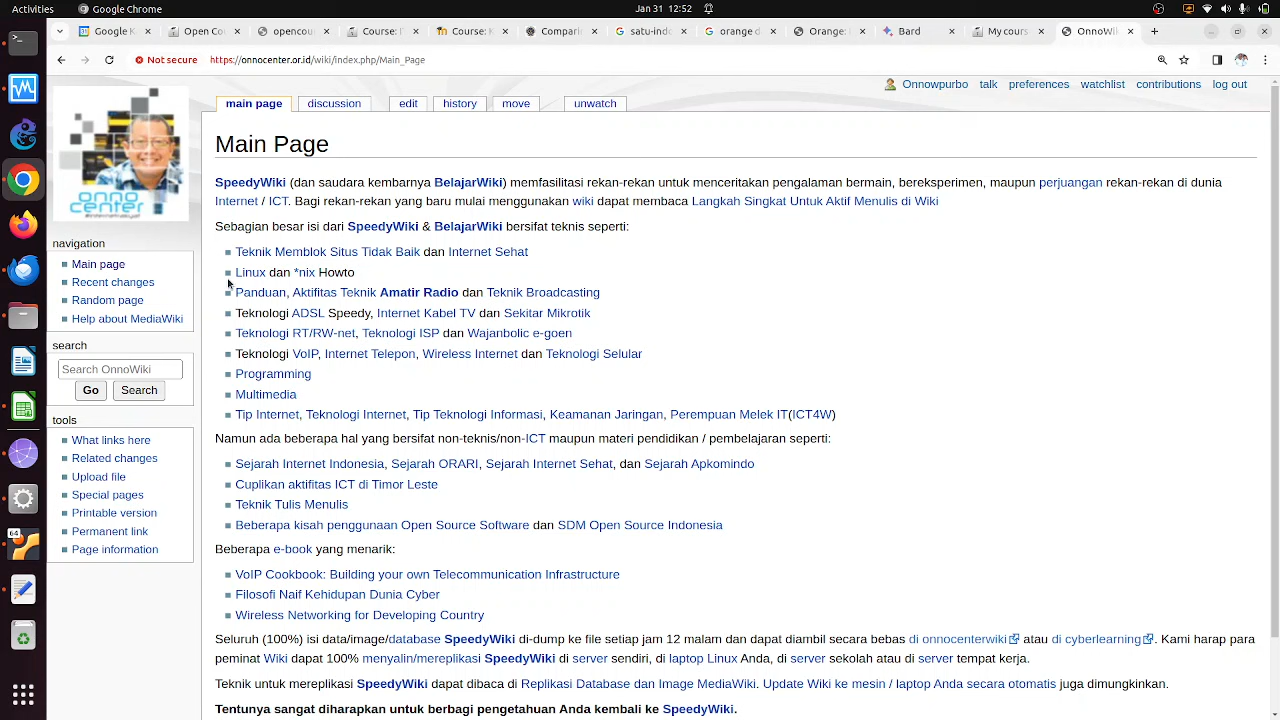 Activities Google Chrome Jan 31 12:52
Google K Open Co opencou Course: I Course: K Compari satu-indo orange d Orange: Bard My cours OnnoWi
Not secure https://onnocenter.or.id/wiki/index.php/Main_Page
Onnowpurbo talk preferences watchlist contributions log out
main page discussion edit history move unwatch
onno
center
Main Page
SpeedyWiki (dan saudara kembarnya BelajarWiki) memfasilitasi rekan-rekan untuk menceritakan pengalaman bermain, bereksperimen, maupun perjuangan rekan-rekan di dunia
Internet / ICT. Bagi rekan-rekan yang baru mulai menggunakan wiki dapat membaca Langkah Singkat Untuk Aktif Menulis di Wiki
Sebagian besar isi dari SpeedyWiki & BelajarWiki bersifat teknis seperti:
Teknik Memblok Situs Tidak Baik dan Internet Sehat
Linux dan *nix Howto
Panduan, Aktifitas Teknik Amatir Radio dan Teknik Broadcasting
Teknologi ADSL Speedy, Internet Kabel TV dan Sekitar Mikrotik
Teknologi RT/RW-net, Teknologi ISP dan Wajanbolic e-goen
Teknologi VoIP, Internet Telepon, Wireless Internet dan Teknologi Selular
Programming
Multimedia
Tip Internet, Teknologi Internet, Tip Teknologi Informasi, Keamanan Jaringan, Perempuan Melek IT(ICT4W)
Namun ada beberapa hal yang bersifat non-teknis/non-ICT maupun materi pendidikan / pembelajaran seperti:
Sejarah Internet Indonesia, Sejarah ORARI, Sejarah Internet Sehat, dan Sejarah Apkomindo
Cuplikan aktifitas ICT di Timor Leste
Teknik Tulis Menulis
Beberapa kisah penggunaan Open Source Software dan SDM Open Source Indonesia
Beberapa e-book yang menarik:
VoIP Cookbook: Building your own Telecommunication Infrastructure
Filosofi Naif Kehidupan Dunia Cyber
Wireless Networking for Developing Country
Seluruh (100%) isi data/image/database SpeedyWiki di-dump ke file setiap jam 12 malam dan dapat diambil secara bebas di onnocenterwiki atau di cyberlearning. Kami harap para
peminat Wiki dapat 100% menyalin/mereplikasi SpeedyWiki di server sendiri, di laptop Linux Anda, di server sekolah atau di server tempat kerja.
Teknik untuk mereplikasi SpeedyWiki dapat dibaca di Replikasi Database dan Image MediaWiki. Update Wiki ke mesin / laptop Anda secara otomatis juga dimungkinkan.
Tentunya sangat diharapkan untuk berbagi pengetahuan Anda kembali ke SpeedyWiki.
navigation
Main page
Recent changes
Random page
Help about MediaWiki
search
Search OnnoWiki
Go Search
tools
What links here
Related changes
Upload file
Special pages
Printable version
Permanent link
Page information
64